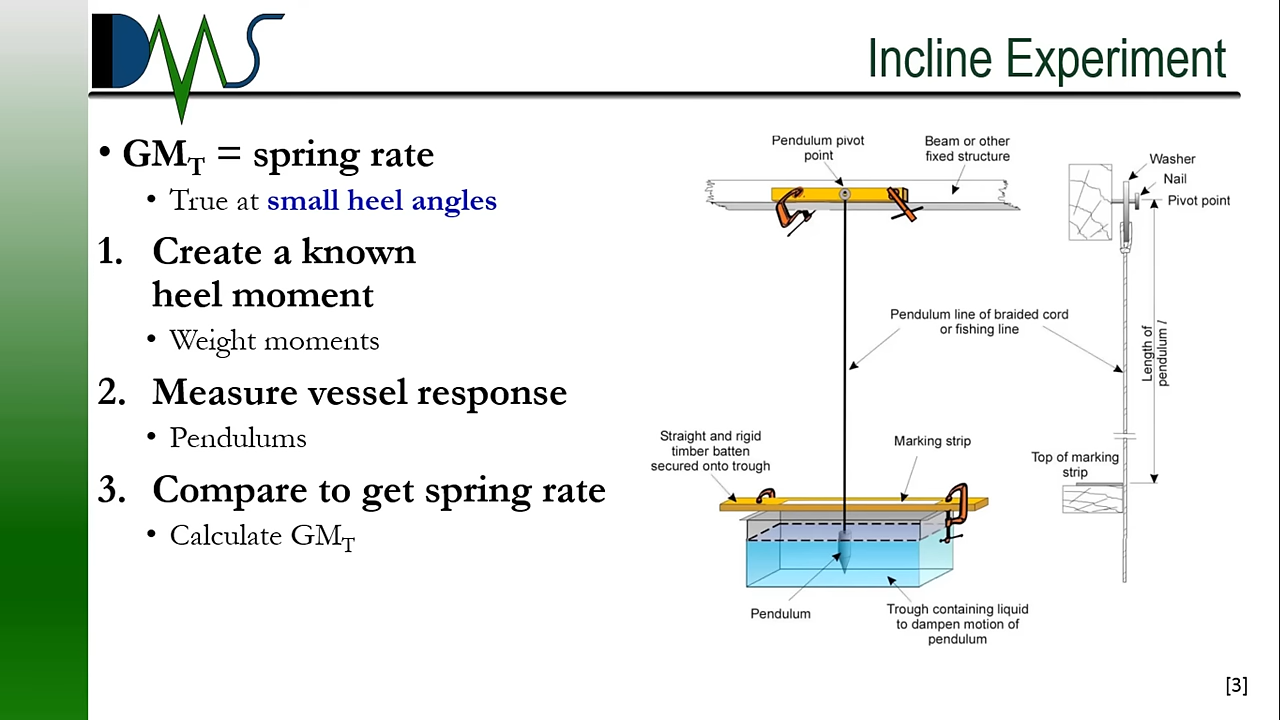 DMS
Incline Experiment
• GMT = spring rate
• True at small heel angles
1. Create a known
heel moment
• Weight moments
2. Measure vessel response
• Pendulums
3. Compare to get spring rate
• Calculate GMT
Pendulum pivot
point
Beam or other
fixed structure
Washer
Nail
Pivot point
Pendulum line of braided cord
or fishing line
Length of
pendulum l
Straight and rigid
timber batten
secured onto trough
Marking strip
Top of marking
strip
Pendulum
Trough containing liquid
to dampen motion of
pendulum
[3]